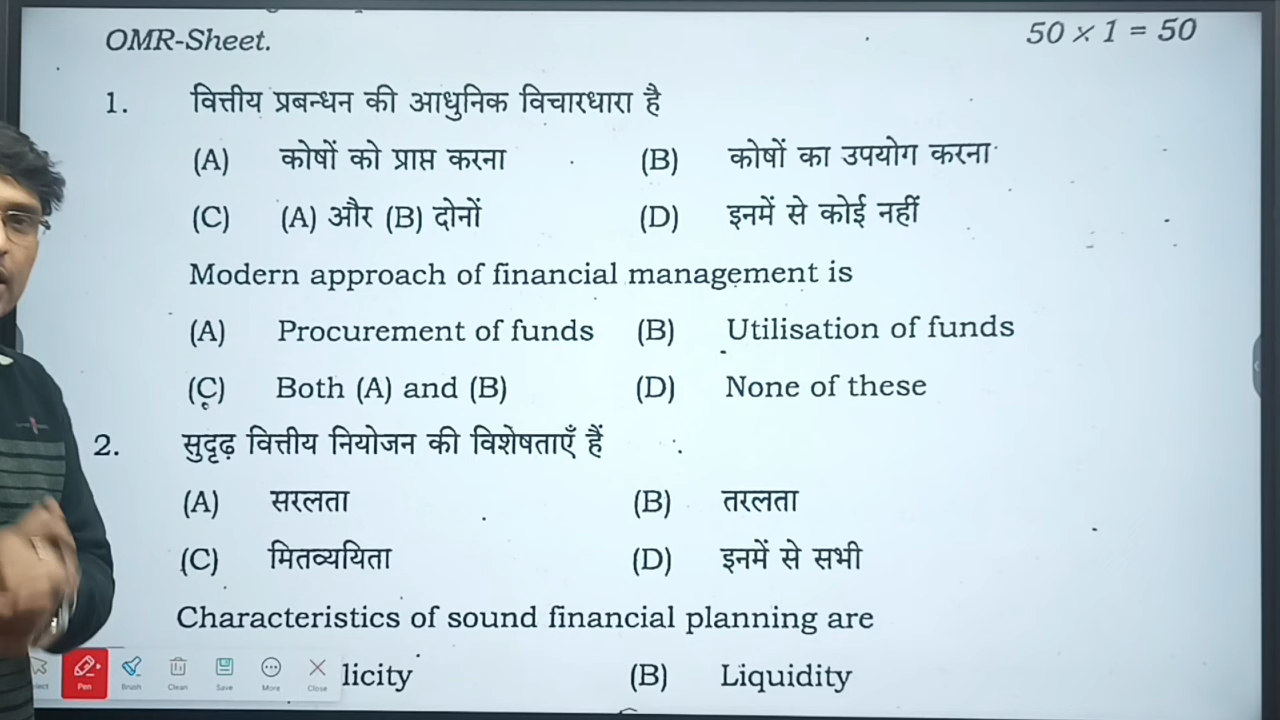 OMR-Sheet. 50 × 1 = 50
1. वित्तीय प्रबन्धन की आधुनिक विचारधारा है
(A) कोषों को प्राप्त करना (B) कोषों का उपयोग करना
(C) (A) और (B) दोनों (D) इनमें से कोई नहीं
Modern approach of financial management is
(A) Procurement of funds (B) Utilisation of funds
(C) Both (A) and (B) (D) None of these
2. सुदृढ़ वित्तीय नियोजन की विशेषताएँ हैं
(A) सरलता (B) तरलता
(C) मितव्ययिता (D) इनमें से सभी
Characteristics of sound financial planning are
licity (B) Liquidity
Pen Brush Clean Save More Close